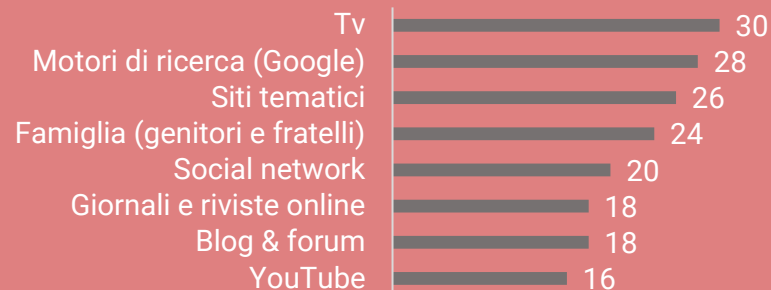 Tv 30
Motori di ricerca (Google) 28
Siti tematici 26
Famiglia (genitori e fratelli) 24
Social network 20
Giornali e riviste online 18
Blog & forum 18
YouTube 16